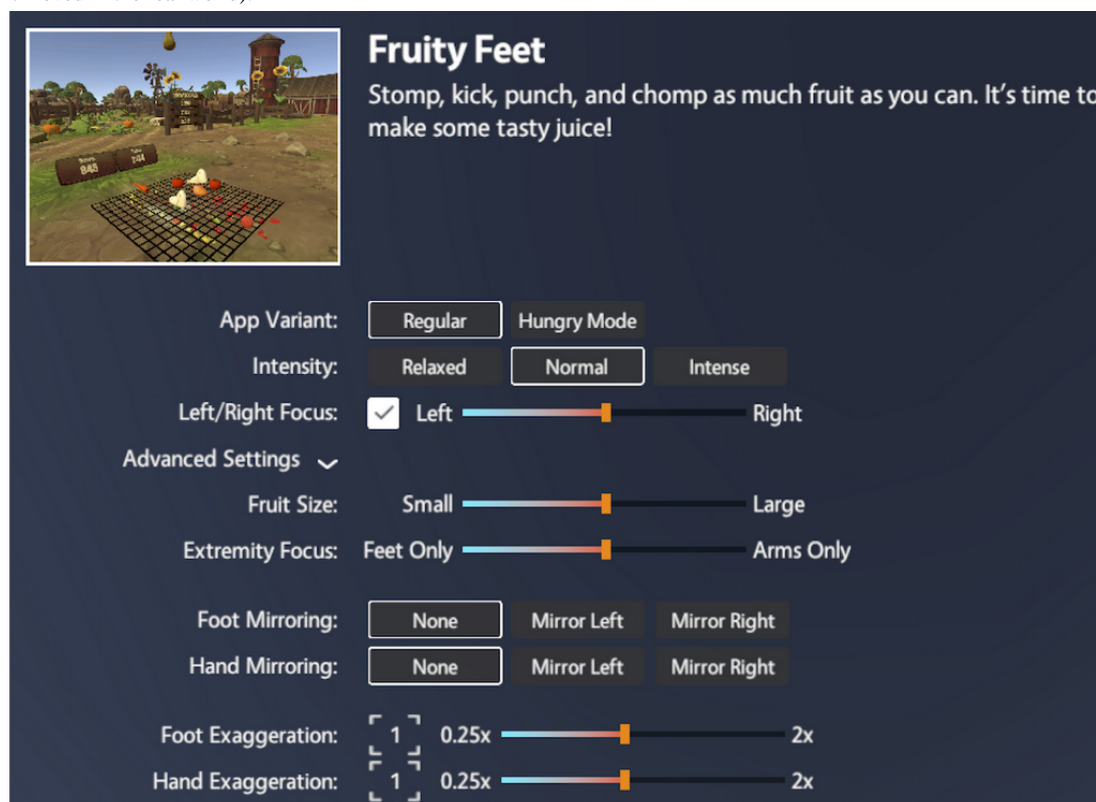 Fruity Feet
Stomp, kick, punch, and chomp as much fruit as you can. It's time to
make some tasty juice!
845
744
App Variant: Regular Hungry Mode
Intensity: Relaxed Normal Intense
Left/Right Focus: Left Right
Advanced Settings
Fruit Size: Small Large
Extremity Focus: Feet Only Arms Only
Foot Mirroring: None Mirror Left Mirror Right
Hand Mirroring: None Mirror Left Mirror Right
Foot Exaggeration: 1 0.25x 2x
Hand Exaggeration: 1 0.25x 2x